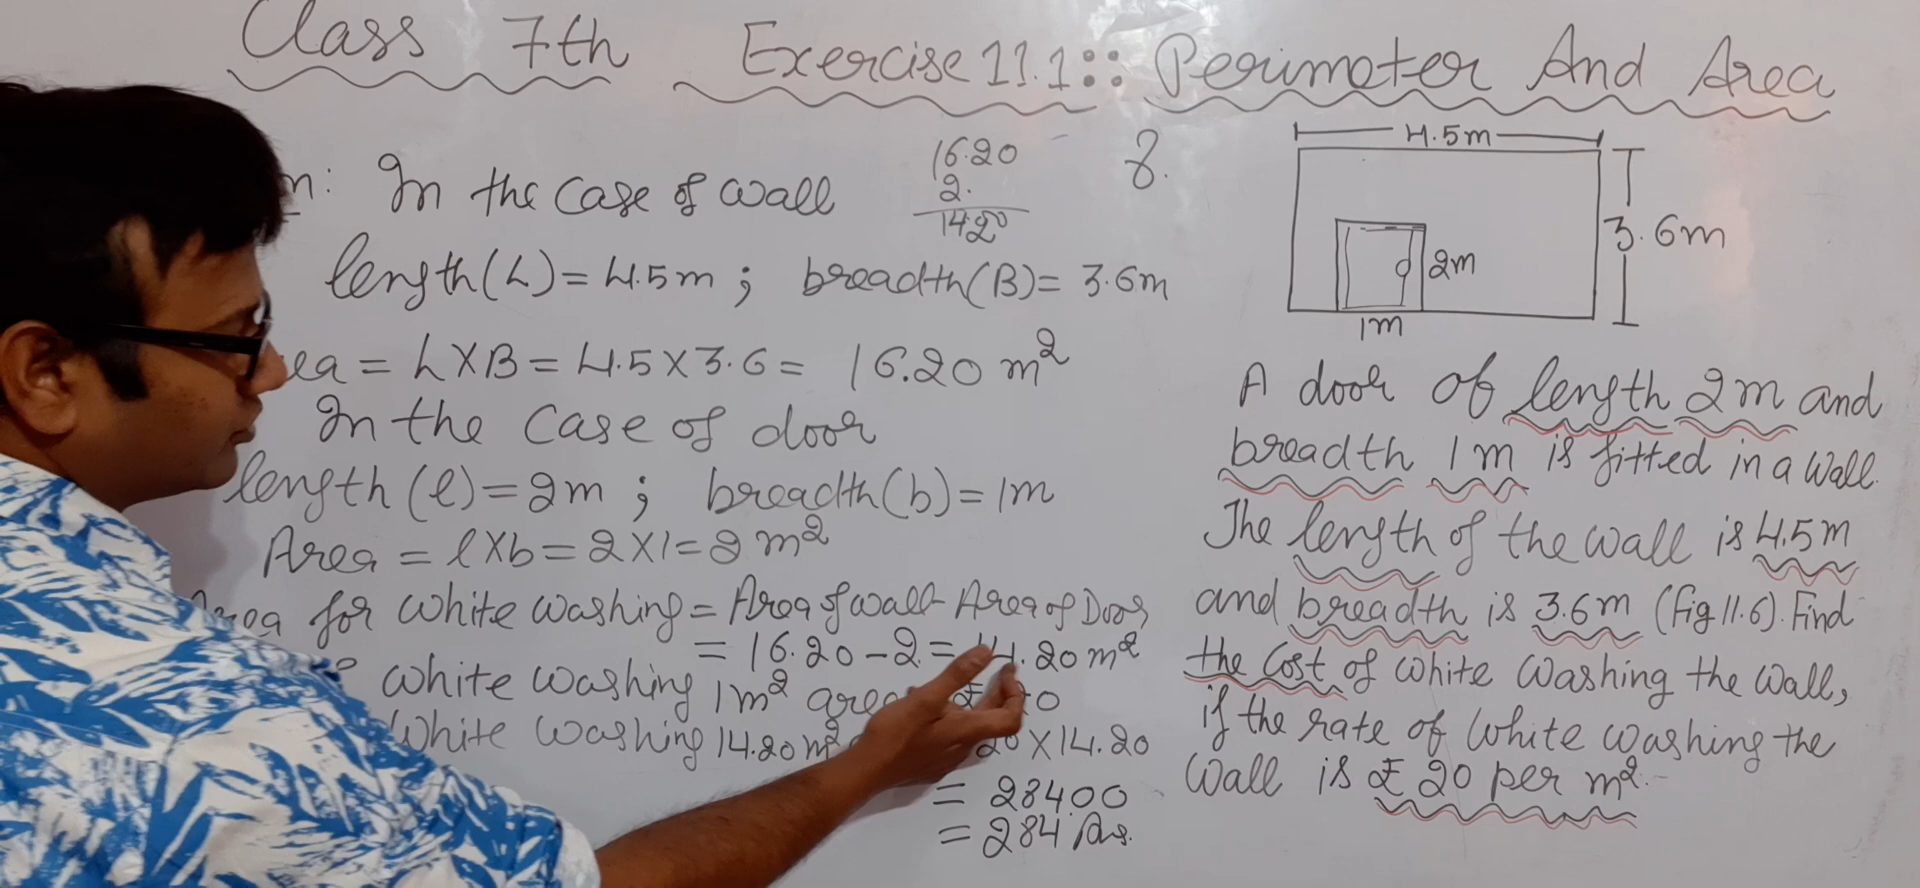 Class 7th Exercise 11.1:: Perimeter And Area
n: In the case of wall
16.20
2.
14.20
length(L)= 4.5m ; breadth(B)= 3.6m
ea = L×B = 4.5×3.6 = 16.20 m²
In the case of door
length (l)=2m ; breadth(b)=1m
Area = l×b=2×1=2m²
Area for white washing = Area of wall- Area of Door
= 16.20-2= 14.20m²
white washing 1m² area ₹ 20
White washing 14.20m² 20×14.20
= 28400
= 284 Rs.
8.
4.5m
3.6m
2m
1m
A door of length 2m and
breadth 1m is fitted in a wall.
The length of the wall is 4.5m
and breadth is 3.6m (fig 11.6). Find
the cost of white washing the wall,
if the rate of white washing the
wall is ₹ 20 per m².